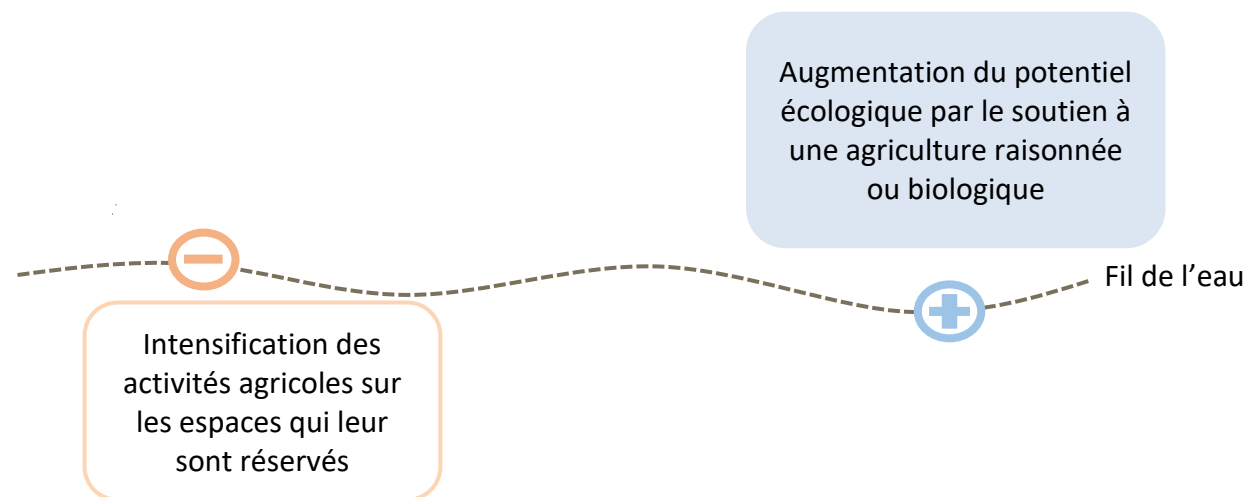 Augmentation du potentiel
écologique par le soutien à
une agriculture raisonnée
ou biologique
Fil de l’eau
Intensification des
activités agricoles sur
les espaces qui leur
sont réservés